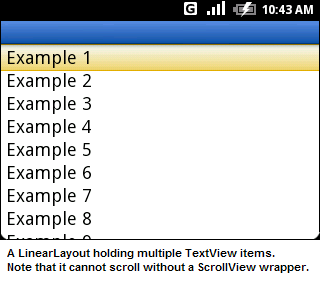 G 10:43 AM
Example 1
Example 2
Example 3
Example 4
Example 5
Example 6
Example 7
Example 8
A LinearLayout holding multiple TextView items.
Note that it cannot scroll without a ScrollView wrapper.